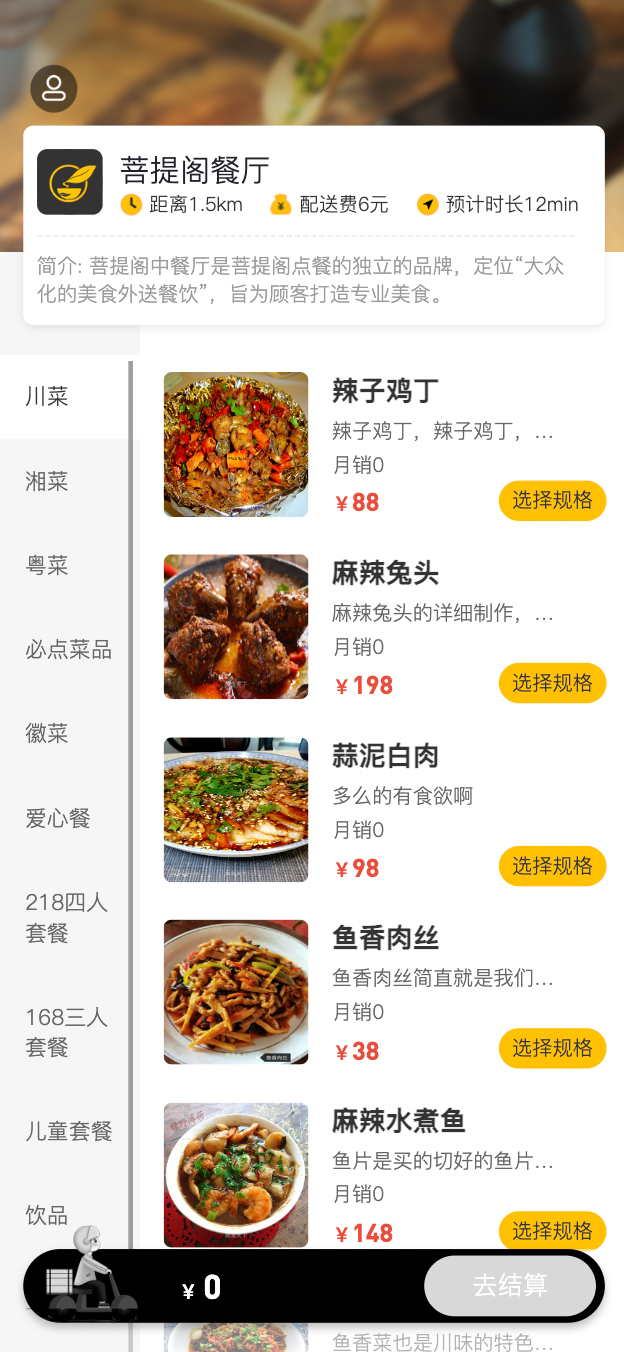 菩提阁餐厅
距离1.5km 配送费6元 预计时长12min
简介: 菩提阁中餐厅是菩提阁点餐的独立的品牌，定位“大众
化的美食外送餐饮”，旨为顾客打造专业美食。
川菜
湘菜
粤菜
必点菜品
徽菜
爱心餐
218四人
套餐
168三人
套餐
儿童套餐
饮品
辣子鸡丁
辣子鸡丁，辣子鸡丁，...
月销0
￥88 选择规格
麻辣兔头
麻辣兔头的详细制作，...
月销0
￥198 选择规格
蒜泥白肉
多么的有食欲啊
月销0
￥98 选择规格
鱼香肉丝
鱼香肉丝
鱼香肉丝简直就是我们...
月销0
￥38 选择规格
麻辣水煮鱼
鱼片是买的切好的鱼片...
月销0
￥148 选择规格
￥0 去结算
鱼香菜也是川味的特色...